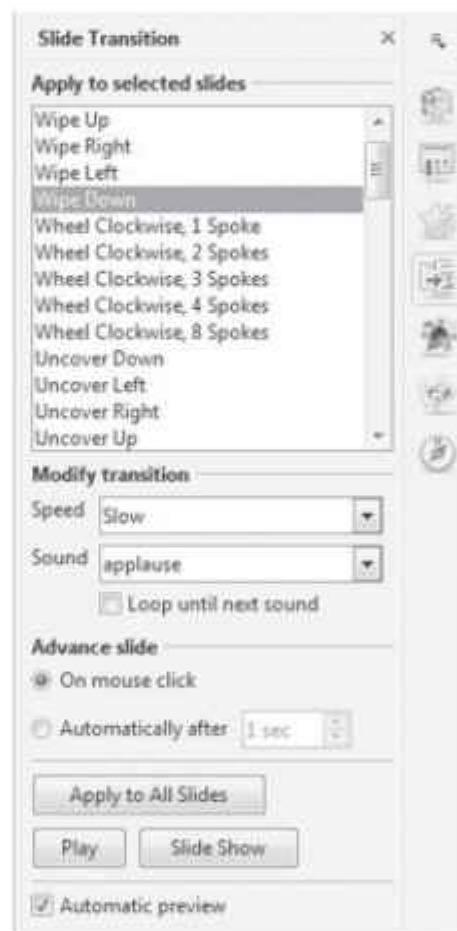 Slide Transition
Apply to selected slides
Wipe Up
Wipe Right
Wipe Left
Wipe Down
Wheel Clockwise, 1 Spoke
Wheel Clockwise, 2 Spokes
Wheel Clockwise, 3 Spokes
Wheel Clockwise, 4 Spokes
Wheel Clockwise, 8 Spokes
Uncover Down
Uncover Left
Uncover Right
Uncover Up
Modify transition
Speed Slow
Sound applause
Loop until next sound
Advance slide
On mouse click
Automatically after 1 sec
Apply to All Slides
Play Slide Show
Automatic preview